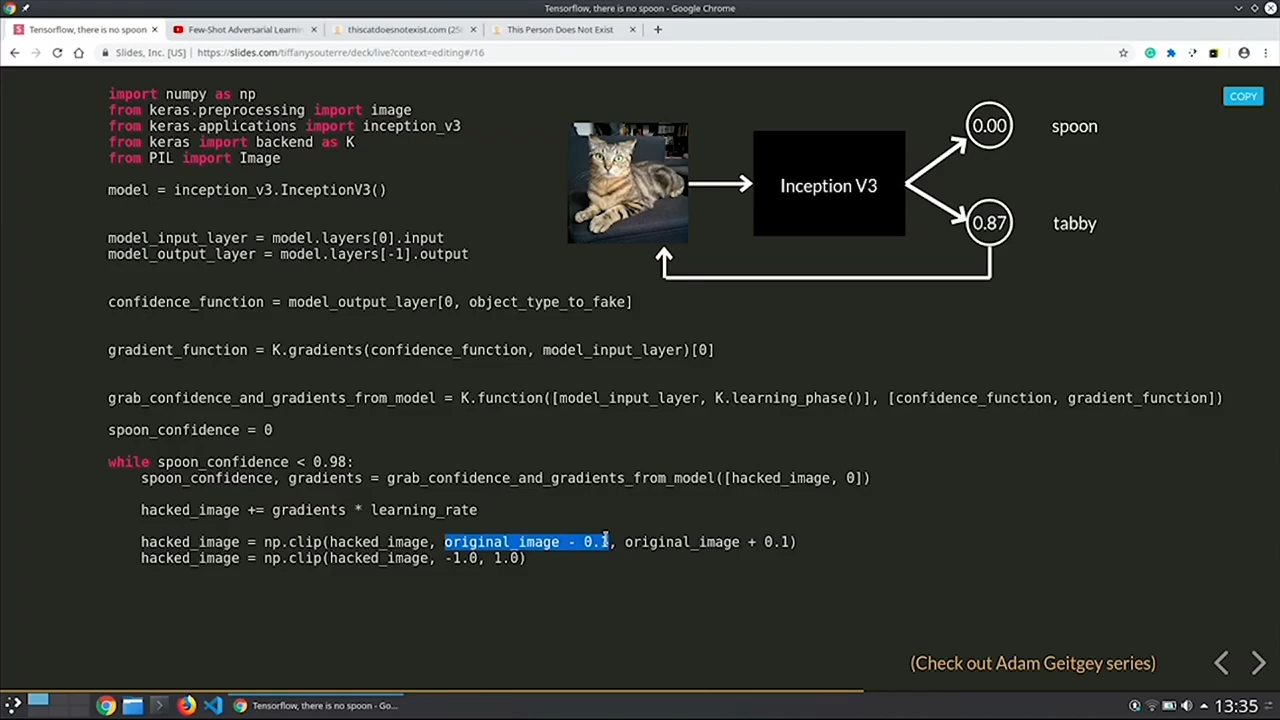 Tensorflow, there is no spoon - Google Chrome
Tensorflow, there is no spoon
Few-Shot Adversarial Learnin
thiscatdoesnotexist.com (25
This Person Does Not Exist
Slides, Inc. [US]
https://slides.com/tiffanysouterre/deck/live?context=editing#/16
COPY
import numpy as np
from keras.preprocessing import image
from keras.applications import inception_v3
from keras import backend as K
from PIL import Image
model = inception_v3.InceptionV3()
model_input_layer = model.layers[0].input
model_output_layer = model.layers[-1].output
confidence_function = model_output_layer[0, object_type_to_fake]
gradient_function = K.gradients(confidence_function, model_input_layer)[0]
grab_confidence_and_gradients_from_model = K.function([model_input_layer, K.learning_phase()], [confidence_function, gradient_function])
spoon_confidence = 0
while spoon_confidence < 0.98:
spoon_confidence, gradients = grab_confidence_and_gradients_from_model([hacked_image, 0])
hacked_image += gradients * learning_rate
hacked_image = np.clip(hacked_image, original_image - 0.1, original_image + 0.1)
hacked_image = np.clip(hacked_image, -1.0, 1.0)
Inception V3
0.00
spoon
0.87
tabby
(Check out Adam Geitgey series)
Tensorflow, there is no spoon - Go...
13:35